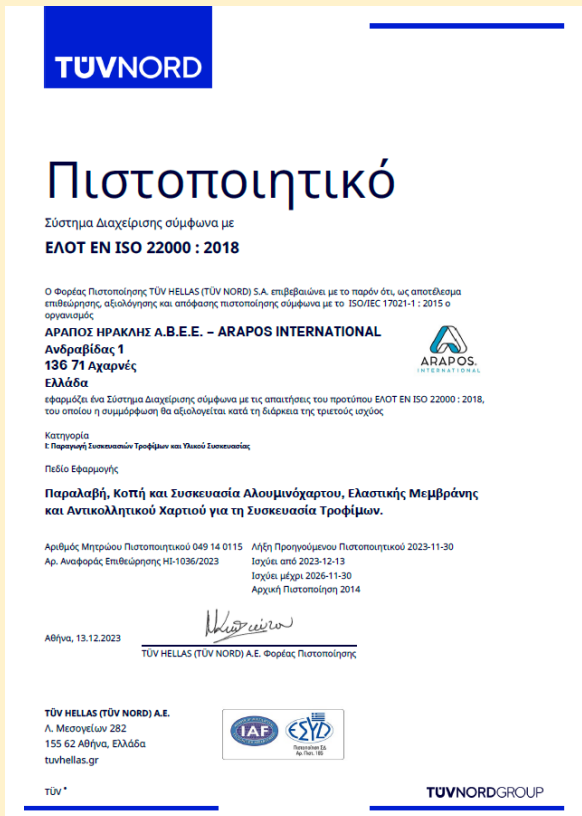 TÜVNORD
Πιστοποιητικό
Σύστημα Διαχείρισης σύμφωνα με
ΕΛΟΤ EN ISO 22000 : 2018
Ο Φορέας Πιστοποίησης TÜV HELLAS (TÜV NORD) S.A. επιβεβαιώνει με το παρόν ότι, ως αποτέλεσμα
επιθεώρησης, αξιολόγησης και απόφασης πιστοποίησης σύμφωνα με το ISO/IEC 17021-1 : 2015 ο
οργανισμός
ΑΡΑΠΟΣ ΗΡΑΚΛΗΣ Α.Β.Ε.Ε. – ARAPOS INTERNATIONAL
Ανδραβίδας 1
136 71 Αχαρνές
Ελλάδα
ARAPOS.
INTERNATIONAL
εφαρμόζει ένα Σύστημα Διαχείρισης σύμφωνα με τις απαιτήσεις του προτύπου ΕΛΟΤ EN ISO 22000 : 2018,
του οποίου η συμμόρφωση θα αξιολογείται κατά τη διάρκεια της τριετούς ισχύος
Κατηγορία
I: Παραγωγή Συσκευασιών Τροφίμων και Υλικού Συσκευασίας
Πεδίο Εφαρμογής
Παραλαβή, Κοπή και Συσκευασία Αλουμινόχαρτου, Ελαστικής Μεμβράνης
και Αντικολλητικού Χαρτιού για τη Συσκευασία Τροφίμων.
Αριθμός Μητρώου Πιστοποιητικού 049 14 0115 Λήξη Προηγούμενου Πιστοποιητικού 2023-11-30
Αρ. Αναφοράς Επιθεώρησης HI-1036/2023 Ισχύει από 2023-12-13
Ισχύει μέχρι 2026-11-30
Αρχική Πιστοποίηση 2014
Αθήνα, 13.12.2023
TÜV HELLAS (TÜV NORD) Α.Ε. Φορέας Πιστοποίησης
TÜV HELLAS (TÜV NORD) Α.Ε.
Λ. Μεσογείων 282
155 62 Αθήνα, Ελλάδα
tuvhellas.gr
IAF
ΕΣΥΔ
Πιστοποίηση ΣΔ
Αρ. Πιστ. 185
TÜV ®
TÜVNORDGROUP